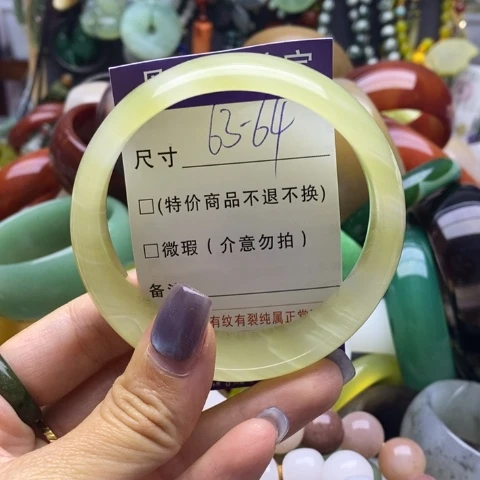 尺寸 63-64
□(特价商品不退不换)
□微瑕(介意勿拍)
备
有纹有裂纯属正常